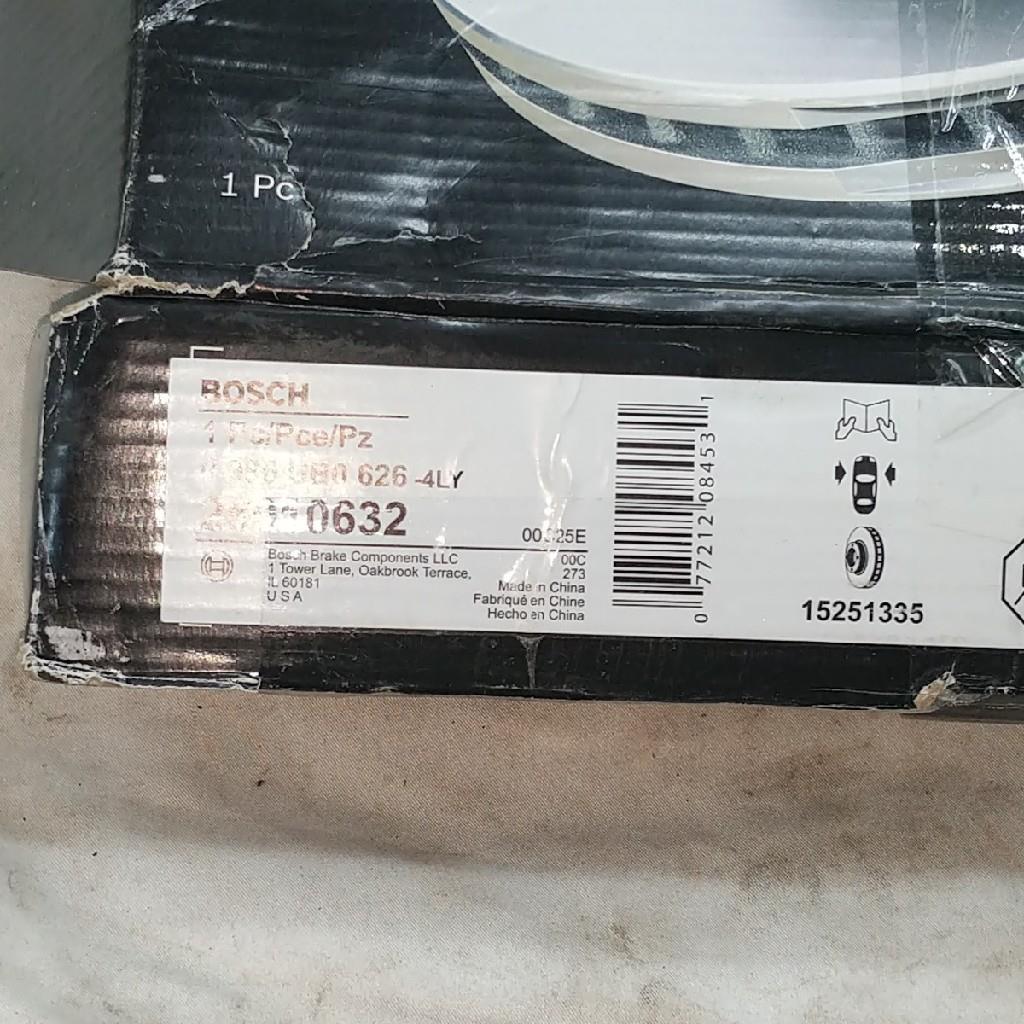 1 Pc
BOSCH
1 Pc/Pce/Pz
626 -4LY
0632
Bosch Brake Components LLC
1 Tower Lane, Oakbrook Terrace,
IL 60181
U S A
00C
273
Made in China
Fabriqué en Chine
Hecho en China
0 77212 08453 1
15251335